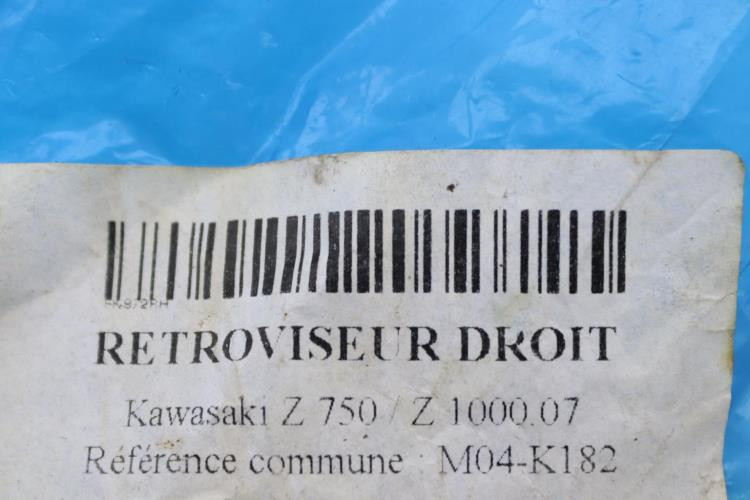 RETROVISEUR DROIT
Kawasaki Z 750 / Z 1000.07
Référence commune : M04-K182